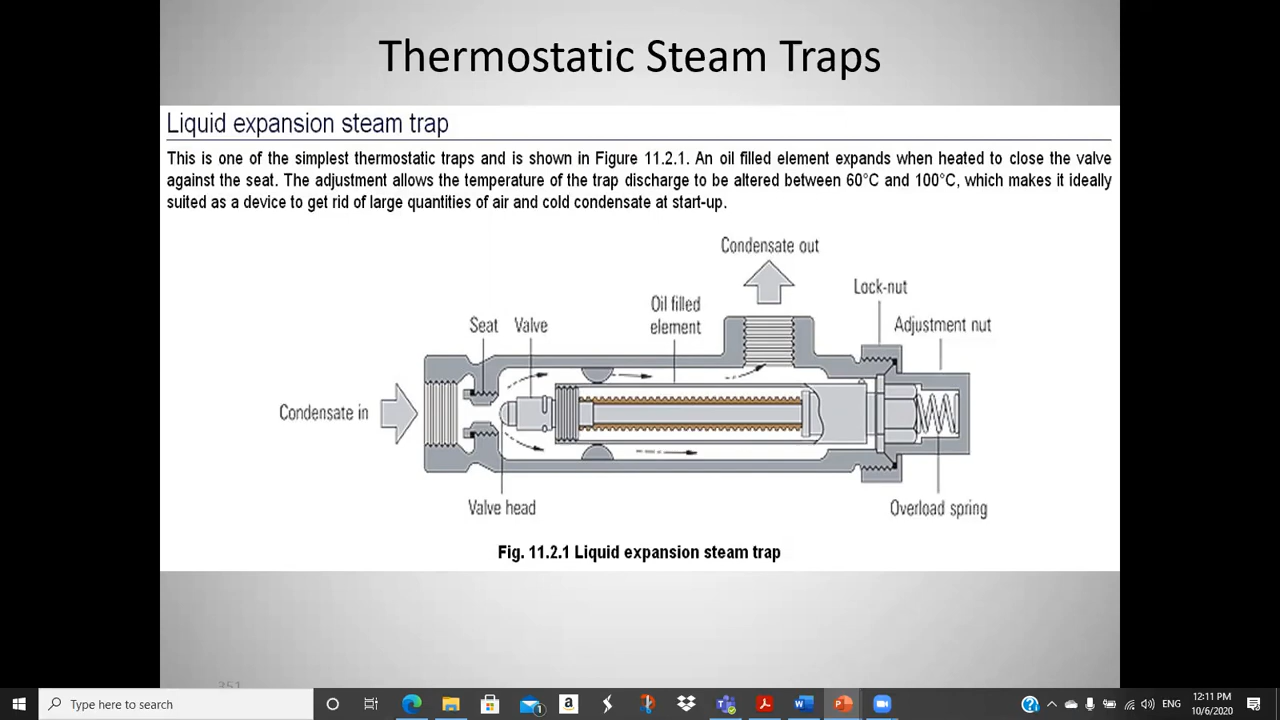 Thermostatic Steam Traps
Liquid expansion steam trap
This is one of the simplest thermostatic traps and is shown in Figure 11.2.1. An oil filled element expands when heated to close the valve
against the seat. The adjustment allows the temperature of the trap discharge to be altered between 60°C and 100°C, which makes it ideally
suited as a device to get rid of large quantities of air and cold condensate at start-up.
Condensate out
Lock-nut
Oil filled
element
Seat
Valve
Adjustment nut
Condensate in
Valve head
Overload spring
Fig. 11.2.1 Liquid expansion steam trap
351
Type here to search
12:11 PM
10/6/2020